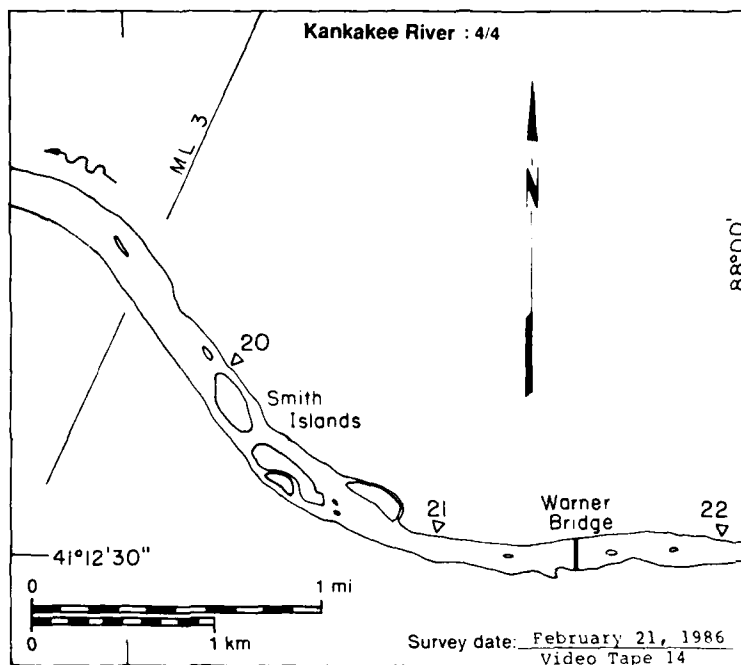 Kankakee River : 4/4
ML 3
N
88°00'
20
Smith
Islands
21
Warner
Bridge
22
41°12'30"
0 1 mi
0 1 km
Survey date: February 21, 1986
Video Tape 14